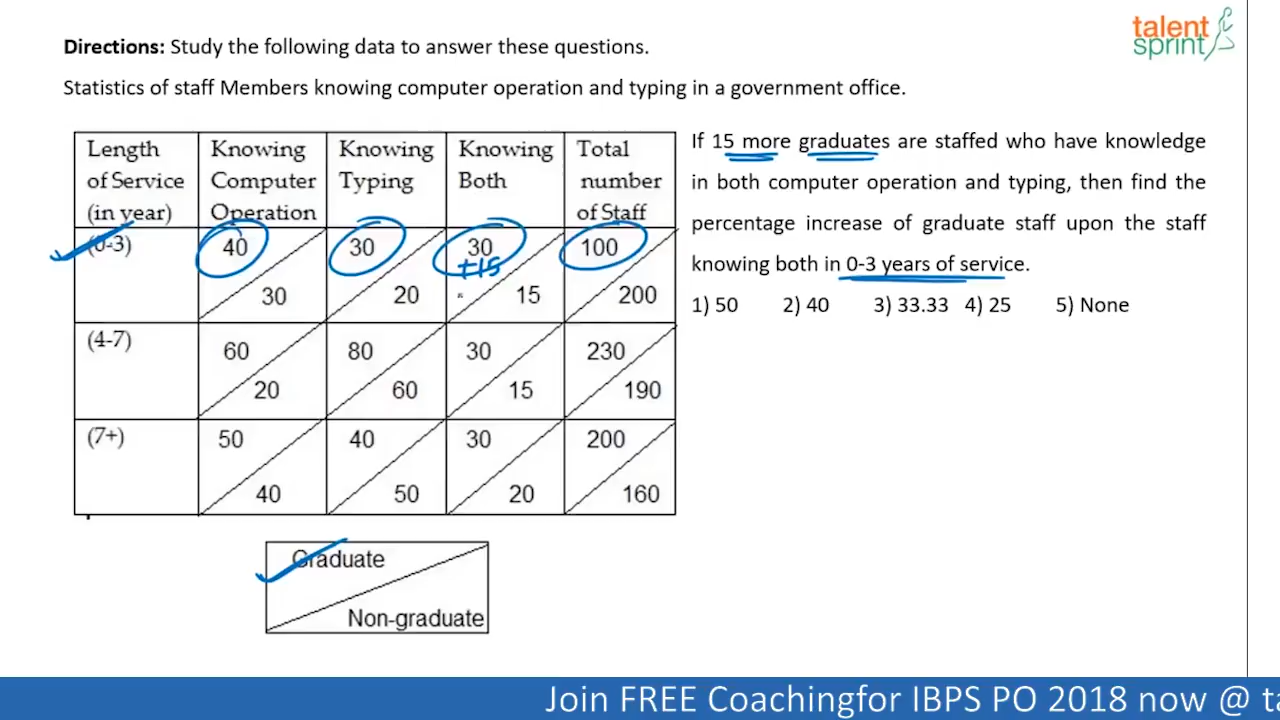 talent
sprint
Directions: Study the following data to answer these questions.
Statistics of staff Members knowing computer operation and typing in a government office.
Length of Service (in year) Knowing Computer Operation Knowing Typing Knowing Both Total number of Staff
(0-3) 40 30 30 100
+15
30 20 15 200
(4-7) 60 80 30 230
20 60 15 190
(7+) 50 40 30 200
40 50 20 160
Graduate
Non-graduate
If 15 more graduates are staffed who have knowledge
in both computer operation and typing, then find the
percentage increase of graduate staff upon the staff
knowing both in 0-3 years of service.
1) 50 2) 40 3) 33.33 4) 25 5) None
Join FREE Coachingfor IBPS PO 2018 now @